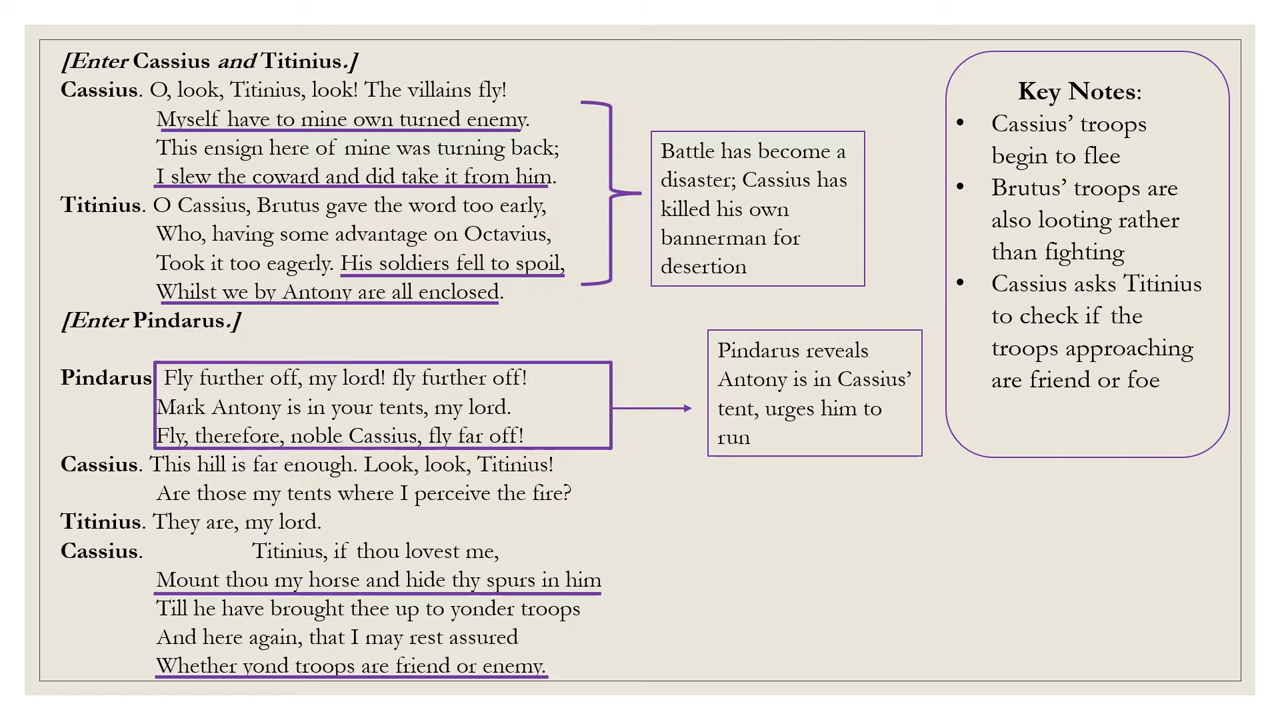 [Enter Cassius and Titinius.]
Cassius. O, look, Titinius, look! The villains fly!
Myself have to mine own turned enemy.
This ensign here of mine was turning back;
I slew the coward and did take it from him.
Titinius. O Cassius, Brutus gave the word too early,
Who, having some advantage on Octavius,
Took it too eagerly. His soldiers fell to spoil,
Whilst we by Antony are all enclosed.
[Enter Pindarus.]
Pindarus. Fly further off, my lord! fly further off!
Mark Antony is in your tents, my lord.
Fly, therefore, noble Cassius, fly far off!
Cassius. This hill is far enough. Look, look, Titinius!
Are those my tents where I perceive the fire?
Titinius. They are, my lord.
Cassius. Titinius, if thou lovest me,
Mount thou my horse and hide thy spurs in him
Till he have brought thee up to yonder troops
And here again, that I may rest assured
Whether yond troops are friend or enemy.
Battle has become a
disaster; Cassius has
killed his own
bannerman for
desertion
Pindarus reveals
Antony is in Cassius’
tent, urges him to
run
Key Notes:
• Cassius’ troops
begin to flee
• Brutus’ troops are
also looting rather
than fighting
• Cassius asks Titinius
to check if the
troops approaching
are friend or foe